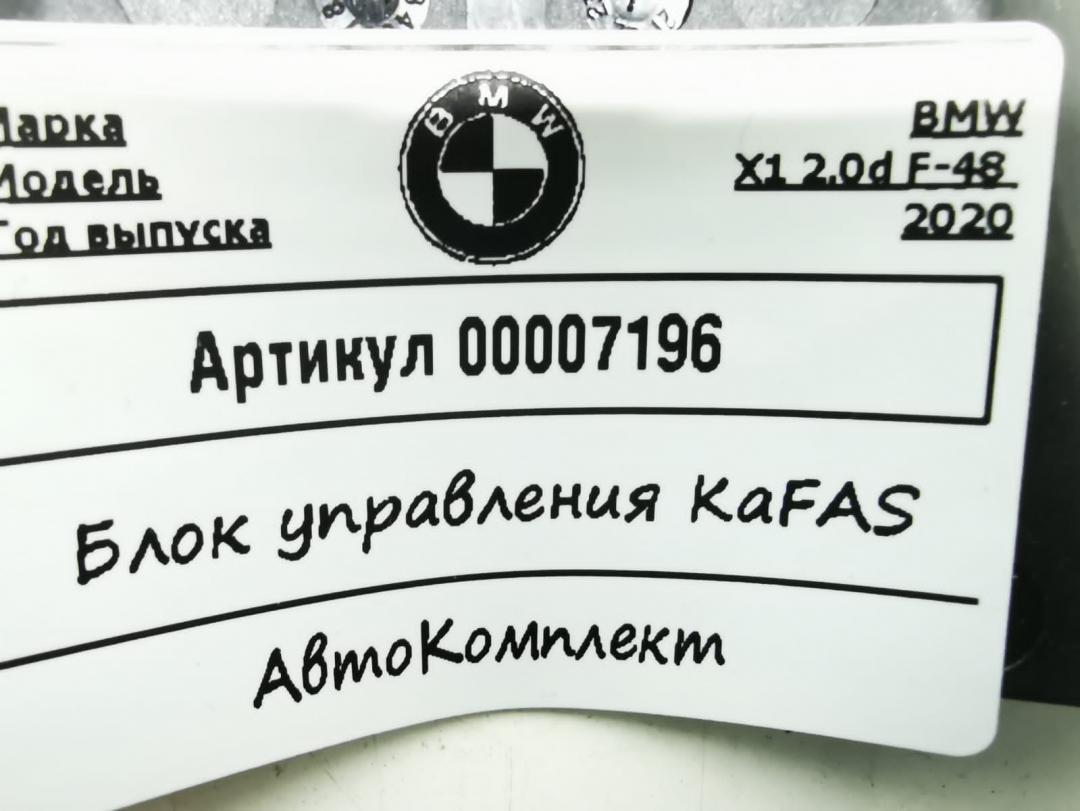 Марка BMW
Модель X1 2.0d F-48
Год выпуска 2020
BMW
Артикул 00007196
Блок управления KaFAS
АвтоКомплект